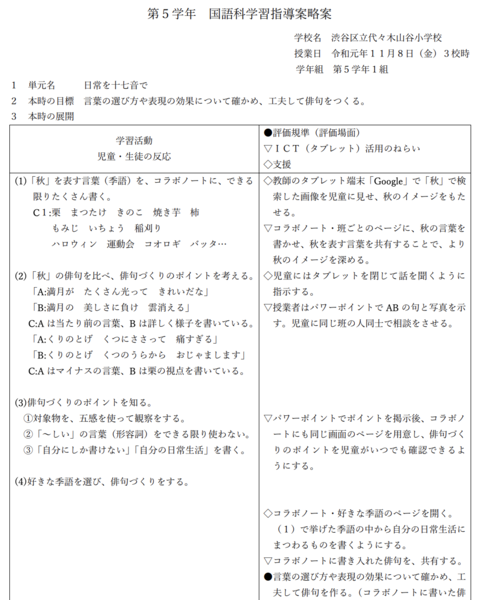 第５学年　国語科学習指導案略案
学校名　渋谷区立代々木山谷小学校
授業日　令和元年１１月８日（金）３校時
学年組　第５学年１組
１　単元名　　日常を十七音で
２　本時の目標　言葉の選び方や表現の効果について確かめ、工夫して俳句をつくる。
３　本時の展開
学習活動
児童・生徒の反応
●評価規準（評価場面）
▽ＩＣＴ（タブレット）活用のねらい
◇支援
(1)「秋」を表す言葉（季語）を、コラボノートに、できる
限りたくさん書く。
C１:栗　まつたけ　きのこ　焼き芋　柿
もみじ　いちょう　稲刈り
ハロウィン　運動会　コオロギ　バッタ…
(2)「秋」の俳句を比べ、俳句づくりのポイントを考える。
「A:満月が　たくさん光って　きれいだな」
「B:満月の　美しさに負け　雲消える」
C:A は当たり前の言葉、B は詳しく様子を書いている。
「A:くりのとげ　くつにささって　痛すぎる」
「B:くりのとげ　くつのうらから　おじゃまします」
C:A はマイナスの言葉、B は栗の視点を書いている。
(3)俳句づくりのポイントを知る。
①対象物を、五感を使って観察をする。
②「～しい」の言葉（形容詞）をできる限り使わない。
③「自分にしか書けない」「自分の日常生活」を書く。
(4)好きな季語を選び、俳句づくりをする。
◇教師のタブレット端末「Google」で「秋」で検
索した画像を児童に見せ、秋のイメージをもた
せる。
▽コラボノート・班ごとのページに、秋の言葉を
書かせ、秋を表す言葉を共有することで、より
秋のイメージを深める。
◇児童にはタブレットを閉じて話を聞くように
指示する。
▽授業者はパワーポイントで AB の句と写真を示
す。児童に同じ班の人同士で相談をさせる。
▽パワーポイントでポイントを掲示後、コラボノ
ートにも同じ画面のページを用意し、俳句づく
りのポイントを児童がいつでも確認できるよ
うにする。
◇コラボノート・好きな季語のページを開く。
（１）で挙げた季語の中から自分の日常生活に
まつわるものを書くようにする。
▽コラボノートに書き入れた俳句を、共有する。
●言葉の選び方や表現の効果について確かめ、工
夫して俳句を作る。（コラボノートに書いた俳